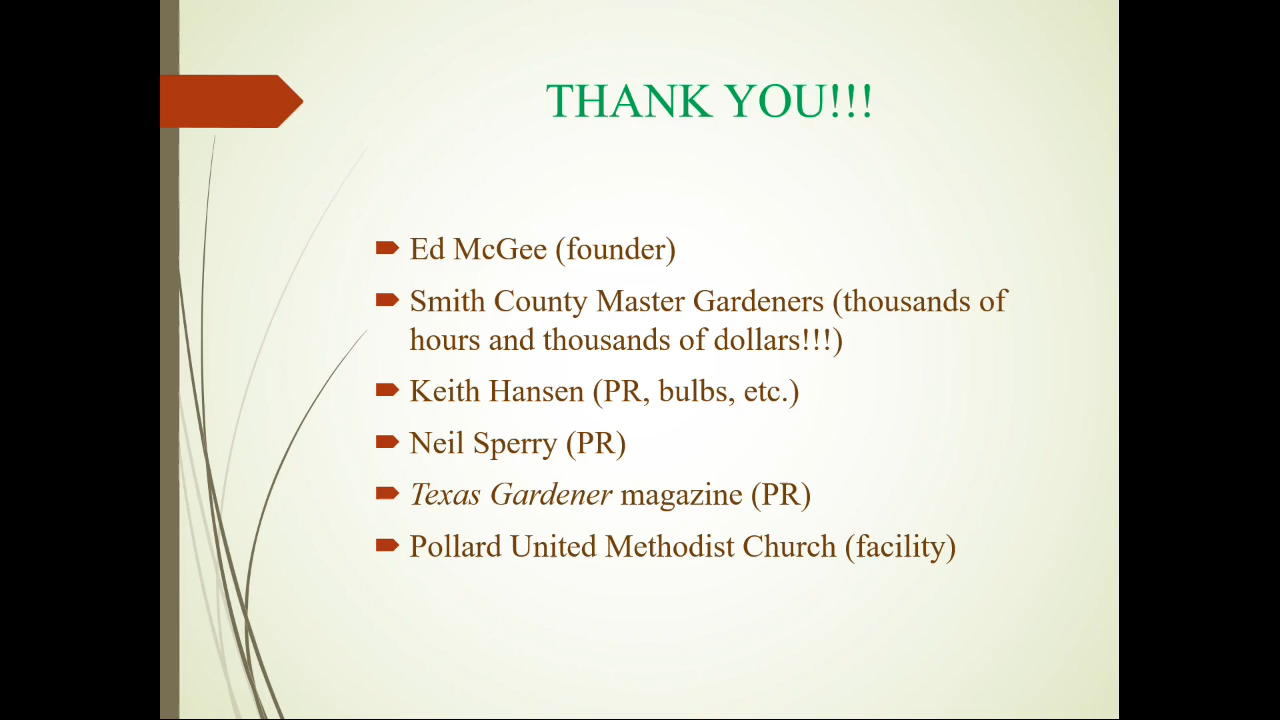 THANK YOU!!!
Ed McGee (founder)
Smith County Master Gardeners (thousands of
hours and thousands of dollars!!!)
Keith Hansen (PR, bulbs, etc.)
Neil Sperry (PR)
Texas Gardener magazine (PR)
Pollard United Methodist Church (facility)